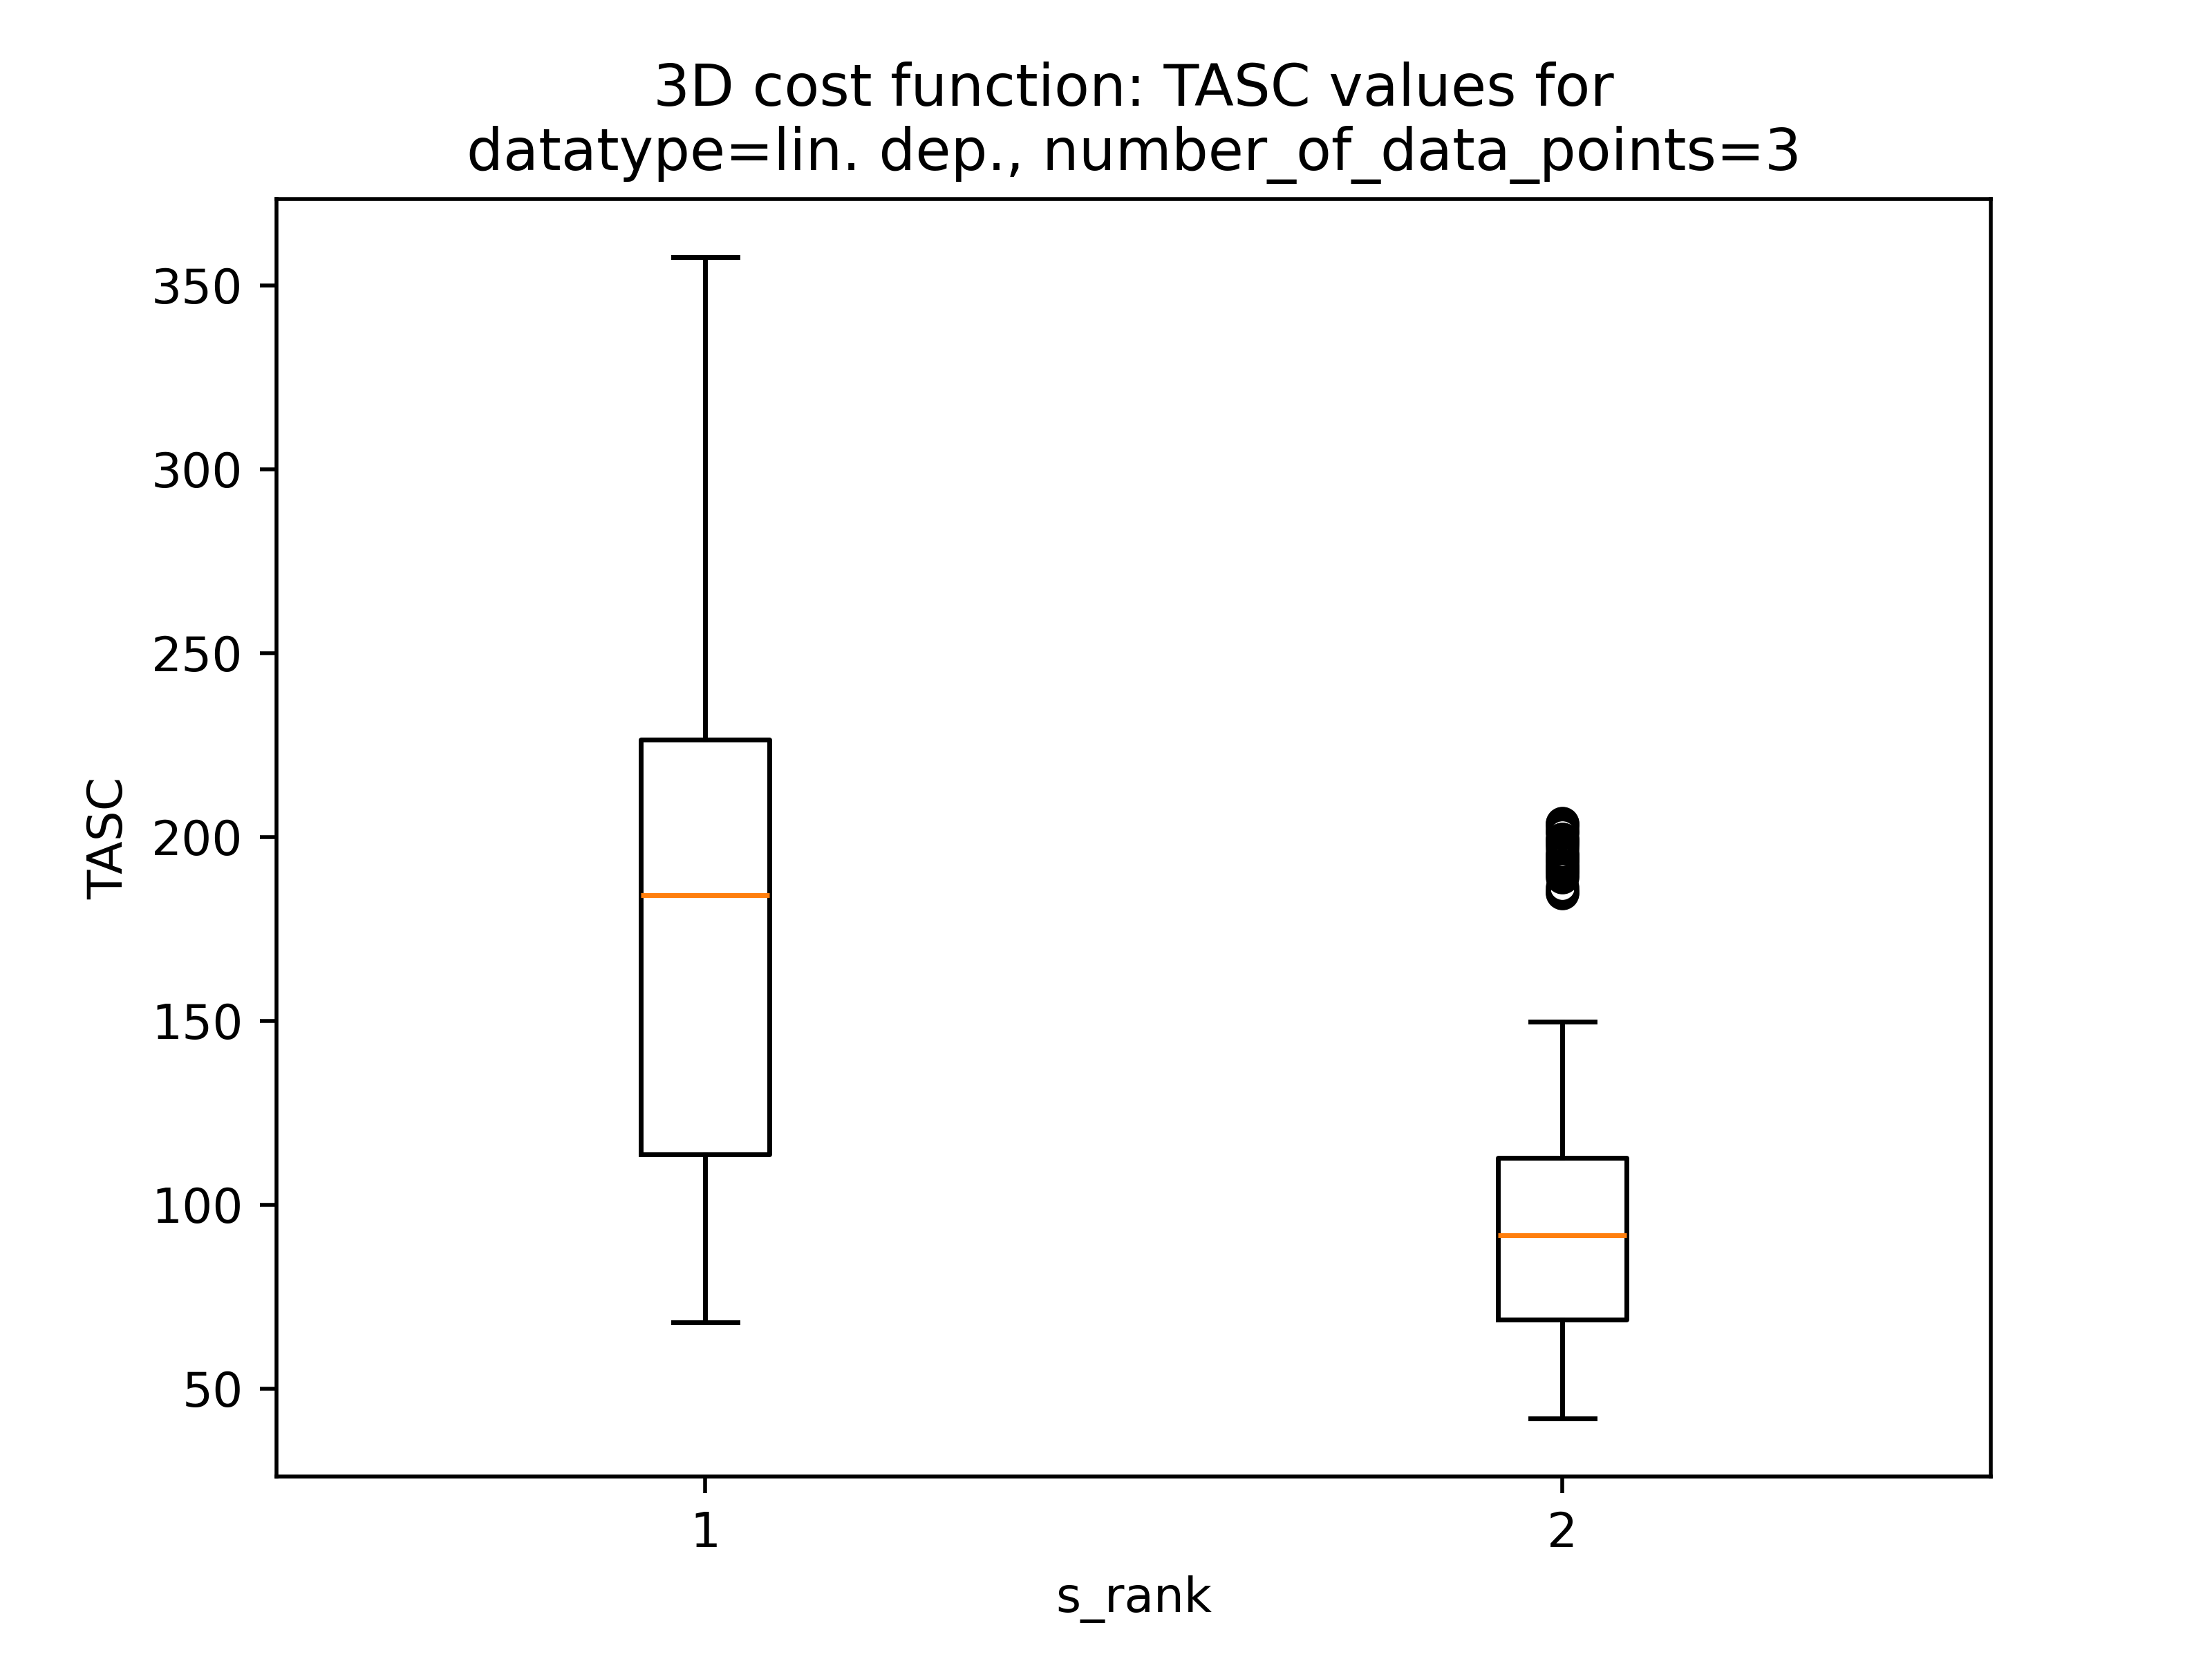 3D cost function: TASC values for
datatype=lin. dep., number_of_data_points=3
350
300
250
200
150
100
50
TASC
1
2
s_rank